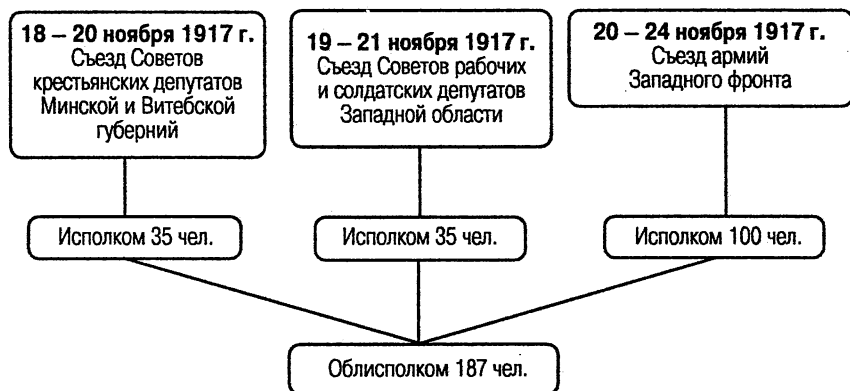 18 – 20 ноября 1917 г.
Съезд Советов
крестьянских депутатов
Минской и Витебской
губерний
19 – 21 ноября 1917 г.
Съезд Советов рабочих
и солдатских депутатов
Западной области
20 – 24 ноября 1917 г.
Съезд армий
Западного фронта
Исполком 35 чел.
Исполком 35 чел.
Исполком 100 чел.
Облисполком 187 чел.